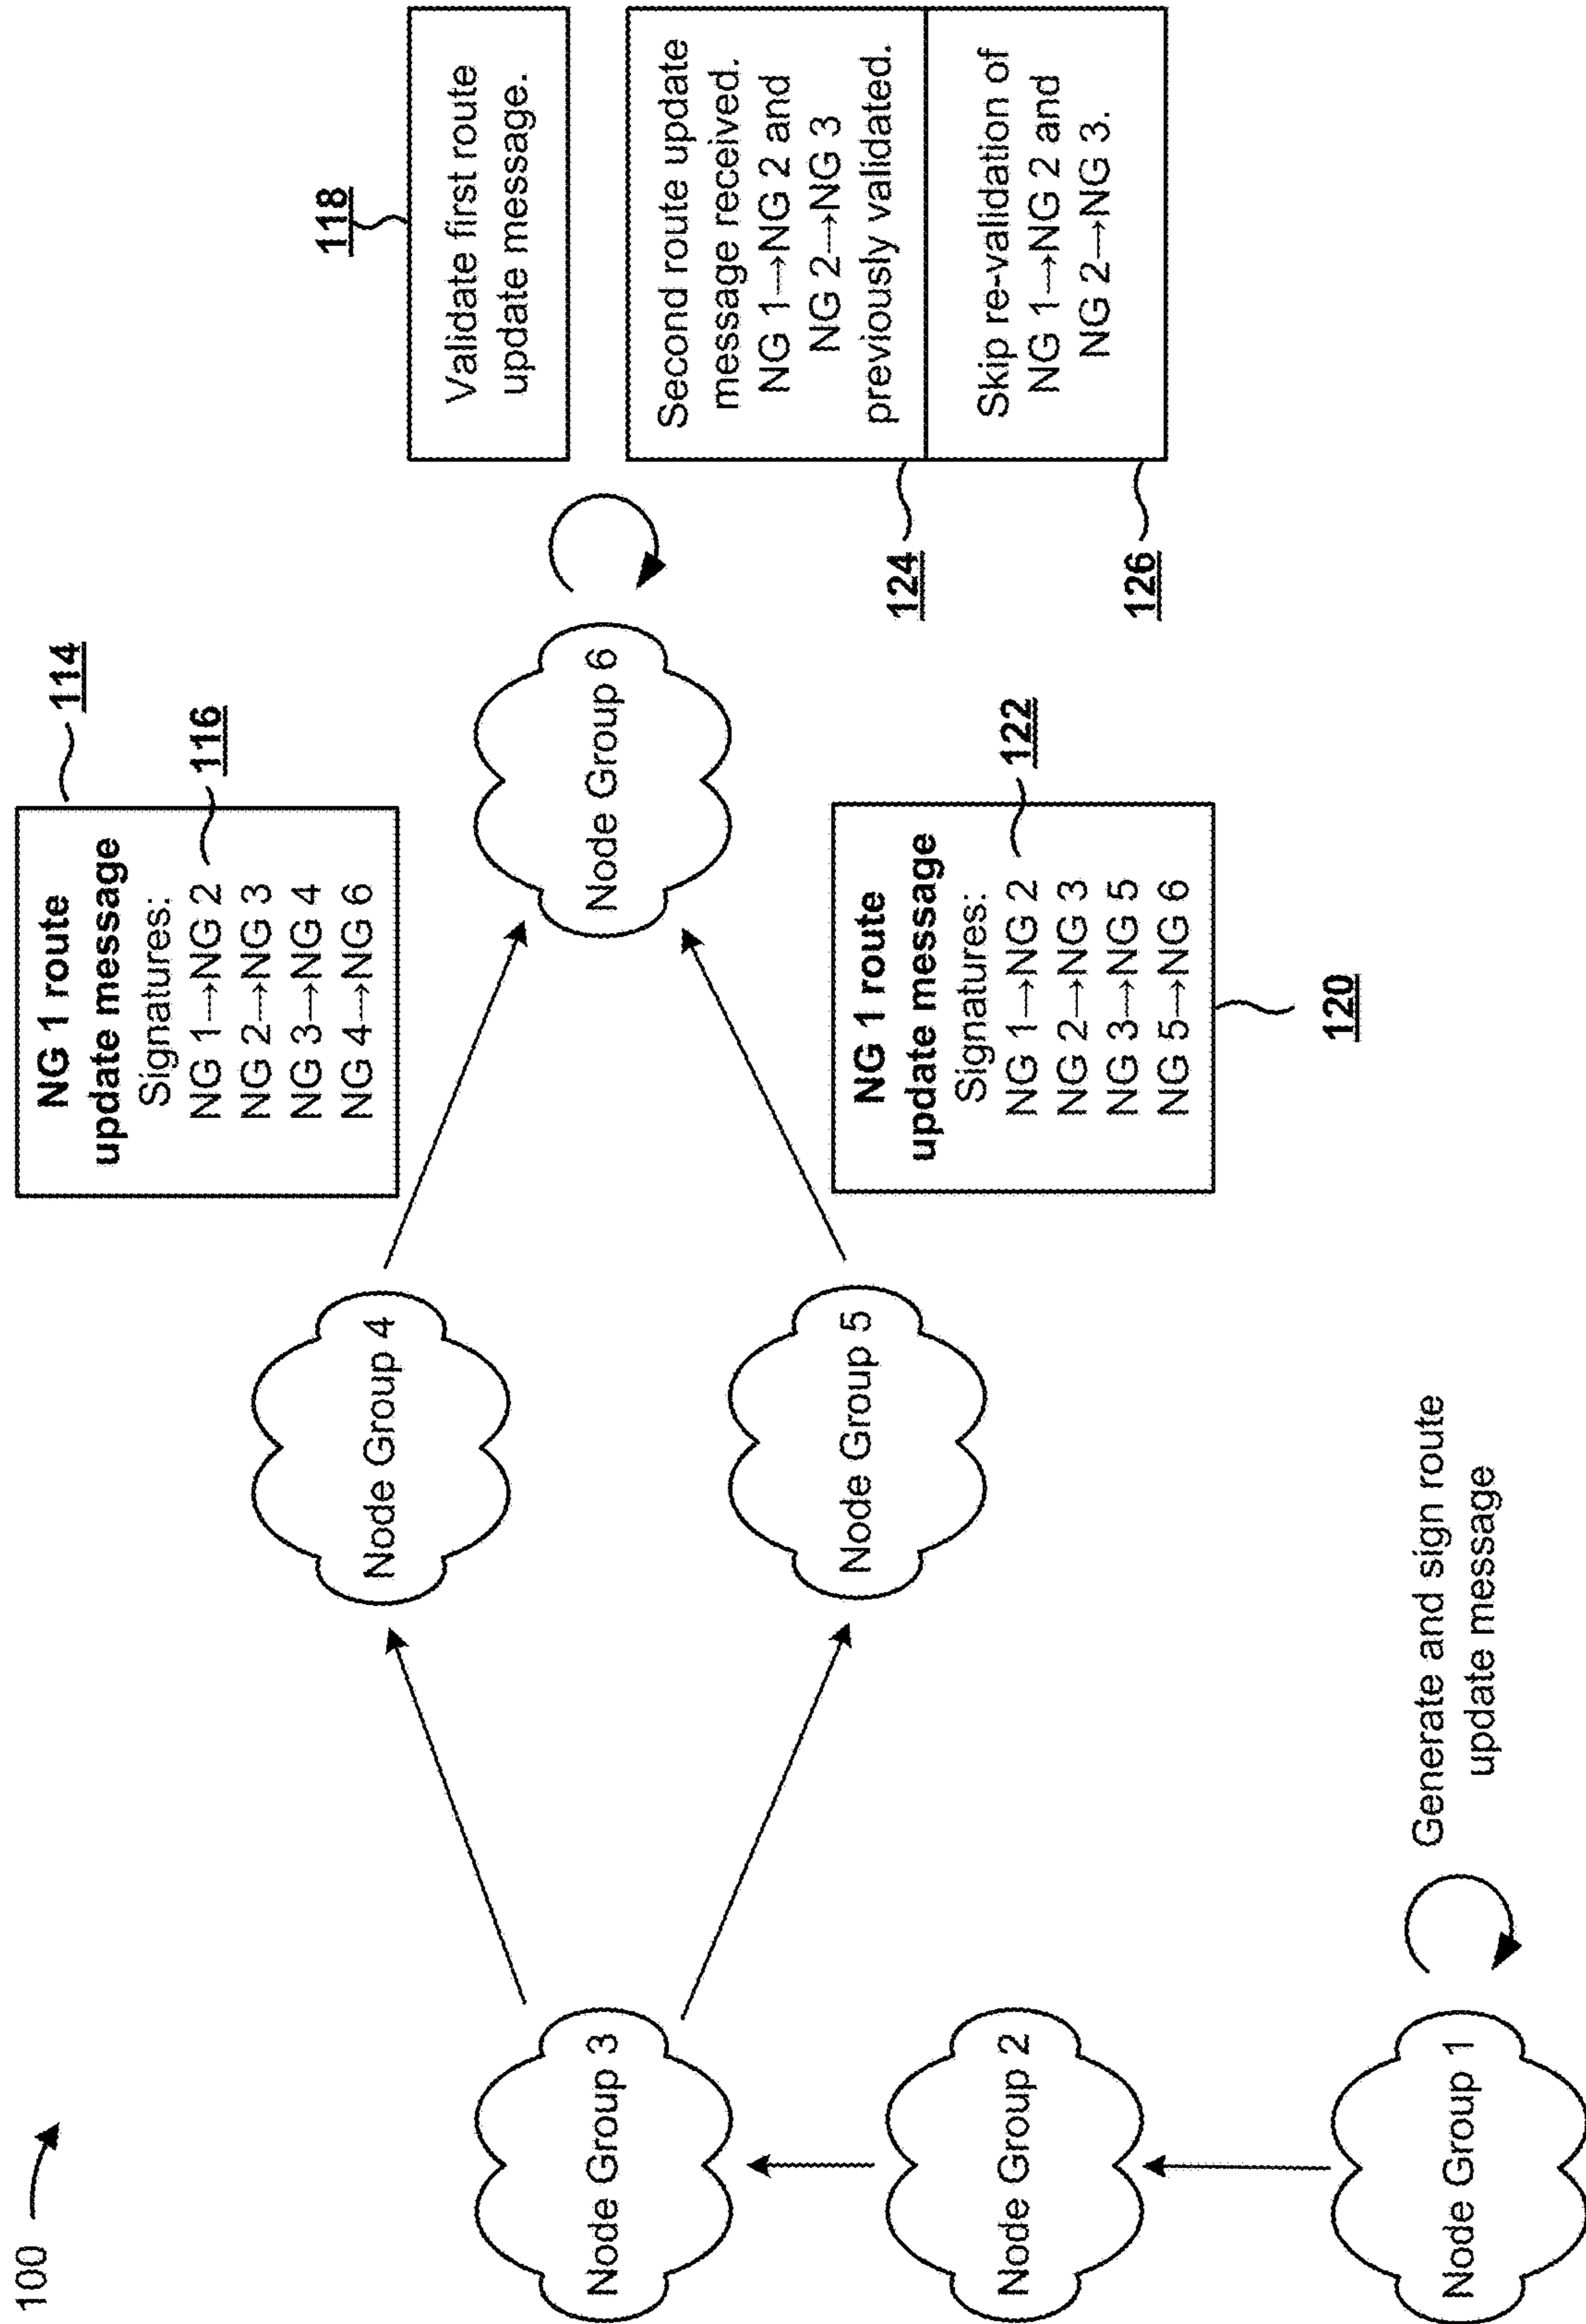 100
NG 1 route
update message
Signatures:
NG 1→NG 2
NG 2→NG 3
NG 3→NG 4
NG 4→NG 6
114
116
118
Validate first route
update message.
Node Group 4
Node Group 3
Node Group 6
Second route update
message received.
NG 1→NG 2 and
NG 2→NG 3
previously validated.
124
Skip re-validation of
NG 1→NG 2 and
NG 2→NG 3.
126
Node Group 5
NG 1 route
update message
Signatures:
NG 1→NG 2
NG 2→NG 3
NG 3→NG 5
NG 5→NG 6
122
120
Node Group 2
Node Group 1
Generate and sign route
update message